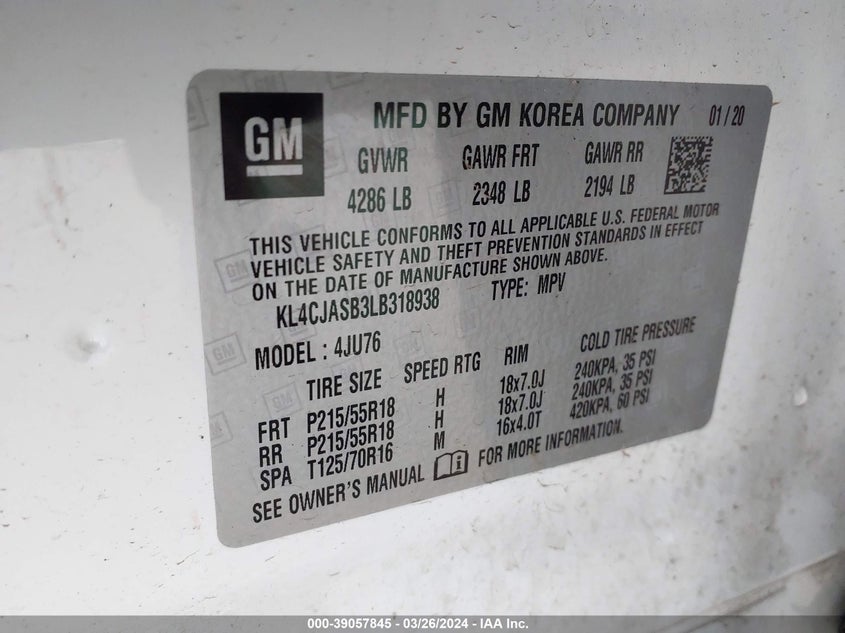 GM
MFD BY GM KOREA COMPANY 01/20
GVWR GAWR FRT GAWR RR
4286 LB 2348 LB 2194 LB
THIS VEHICLE CONFORMS TO ALL APPLICABLE U.S. FEDERAL MOTOR
VEHICLE SAFETY AND THEFT PREVENTION STANDARDS IN EFFECT
ON THE DATE OF MANUFACTURE SHOWN ABOVE.
KL4CJASB3LB318938 TYPE: MPV
MODEL : 4JU76
TIRE SIZE SPEED RTG RIM COLD TIRE PRESSURE
FRT P215/55R18 H 18x7.0J 240KPA, 35 PSI
RR P215/55R18 H 18x7.0J 240KPA, 35 PSI
SPA T125/70R16 M 16x4.0T 420KPA, 60 PSI
SEE OWNER'S MANUAL FOR MORE INFORMATION.
000-39057845 - 03/26/2024 - IAA Inc.